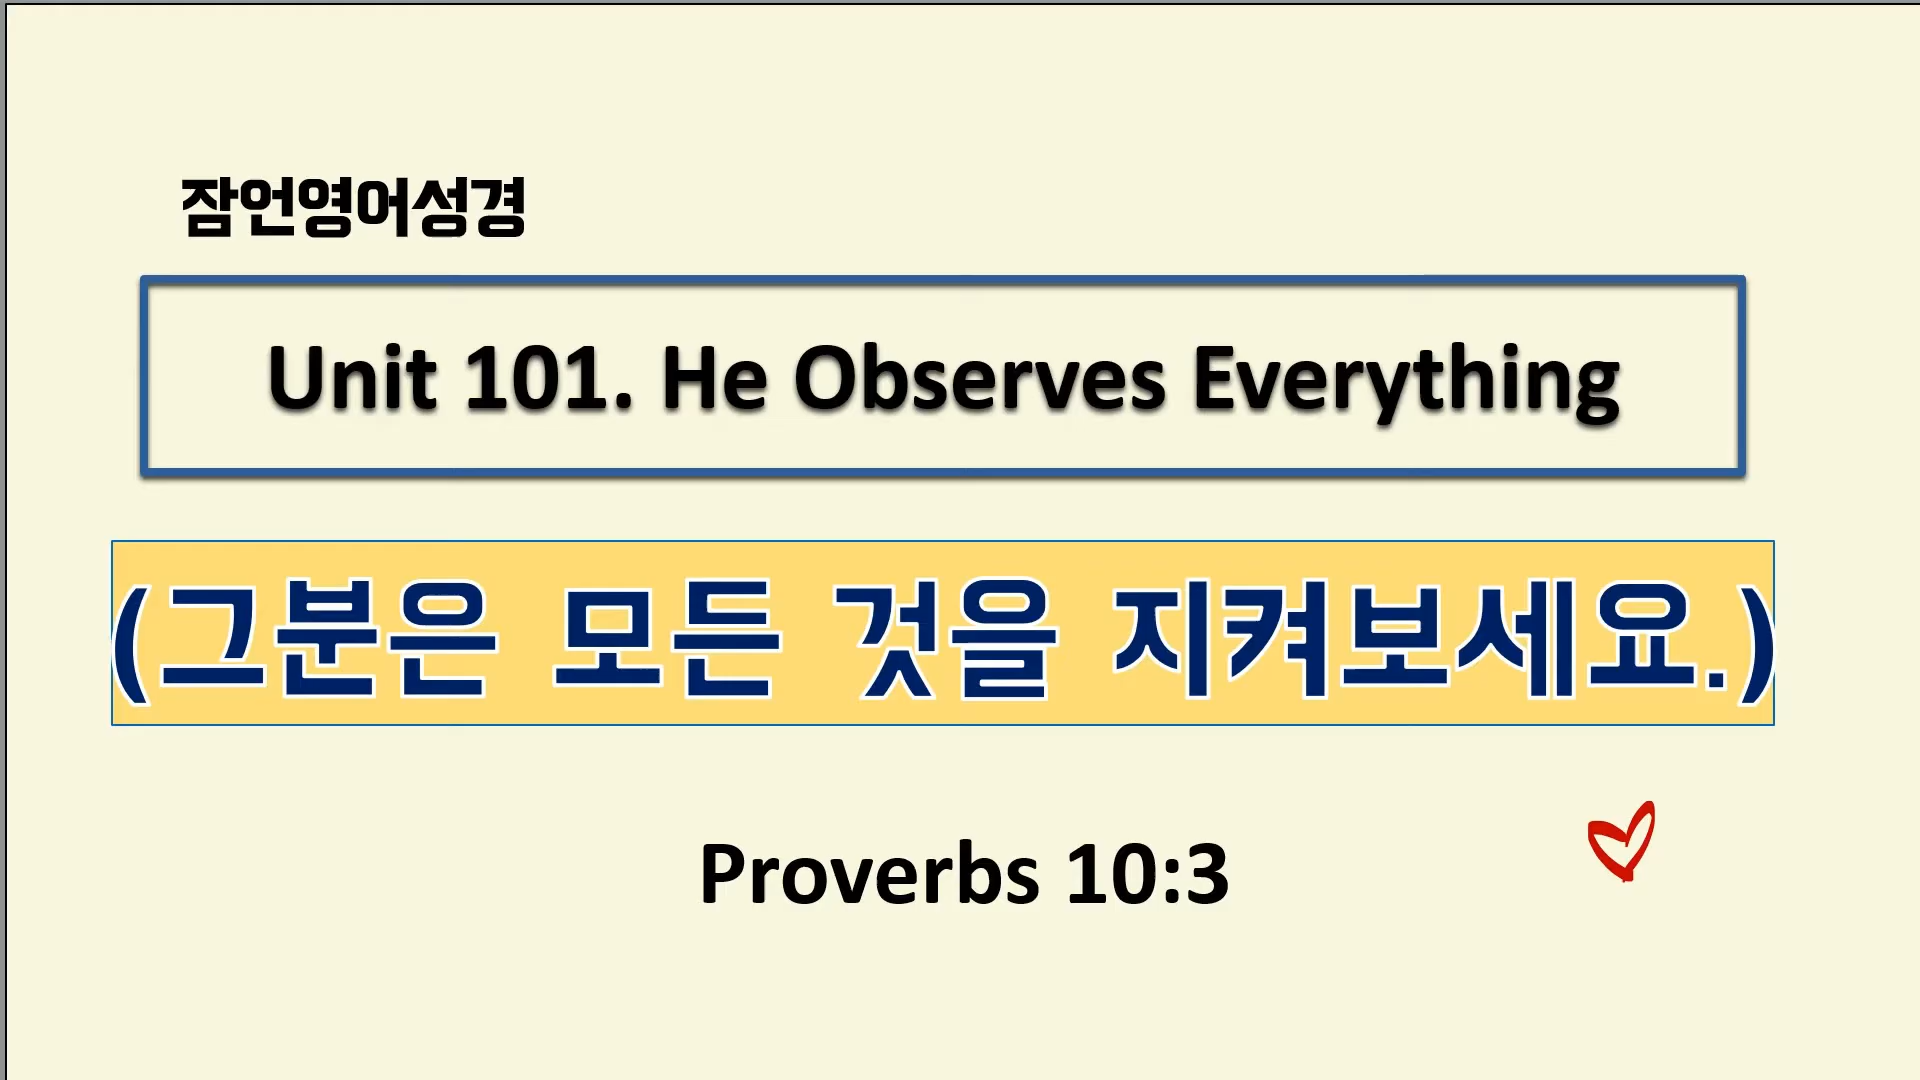 잠언영어성경
Unit 101. He Observes Everything
(그분은 모든 것을 지켜보세요.)
Proverbs 10:3